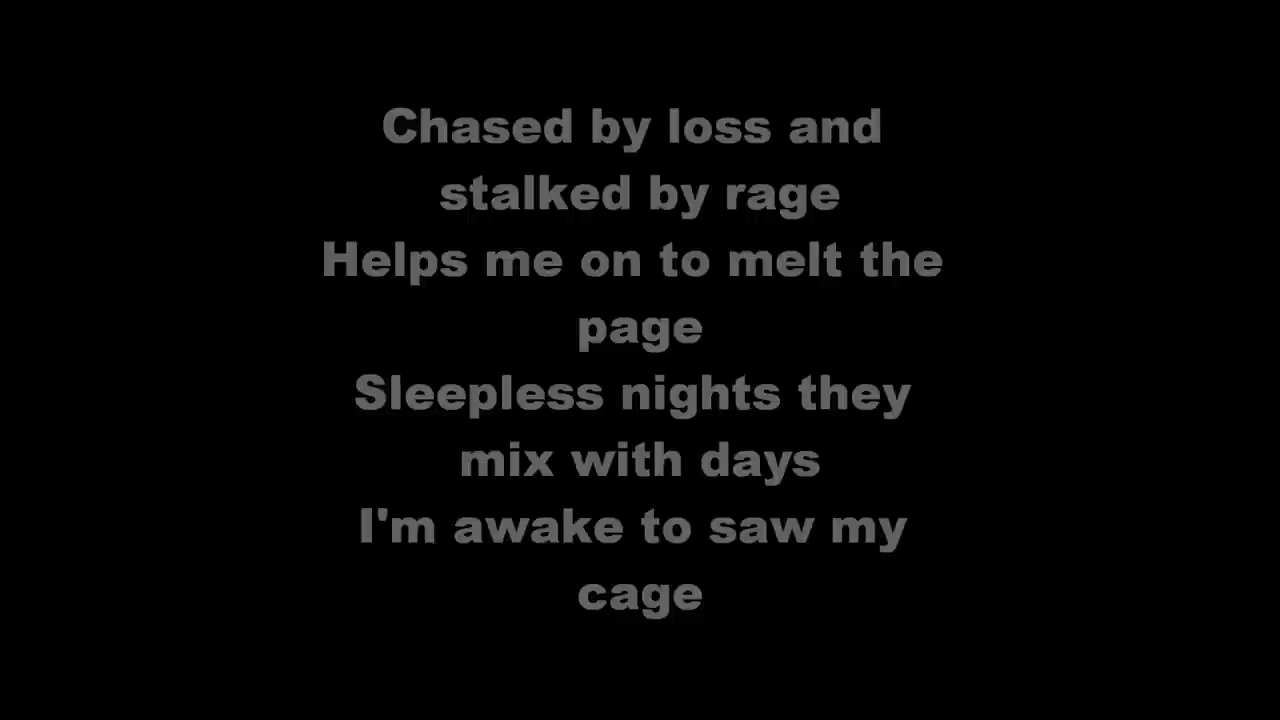 Chased by loss and
stalked by rage
Helps me on to melt the
page
Sleepless nights they
mix with days
I'm awake to saw my
cage